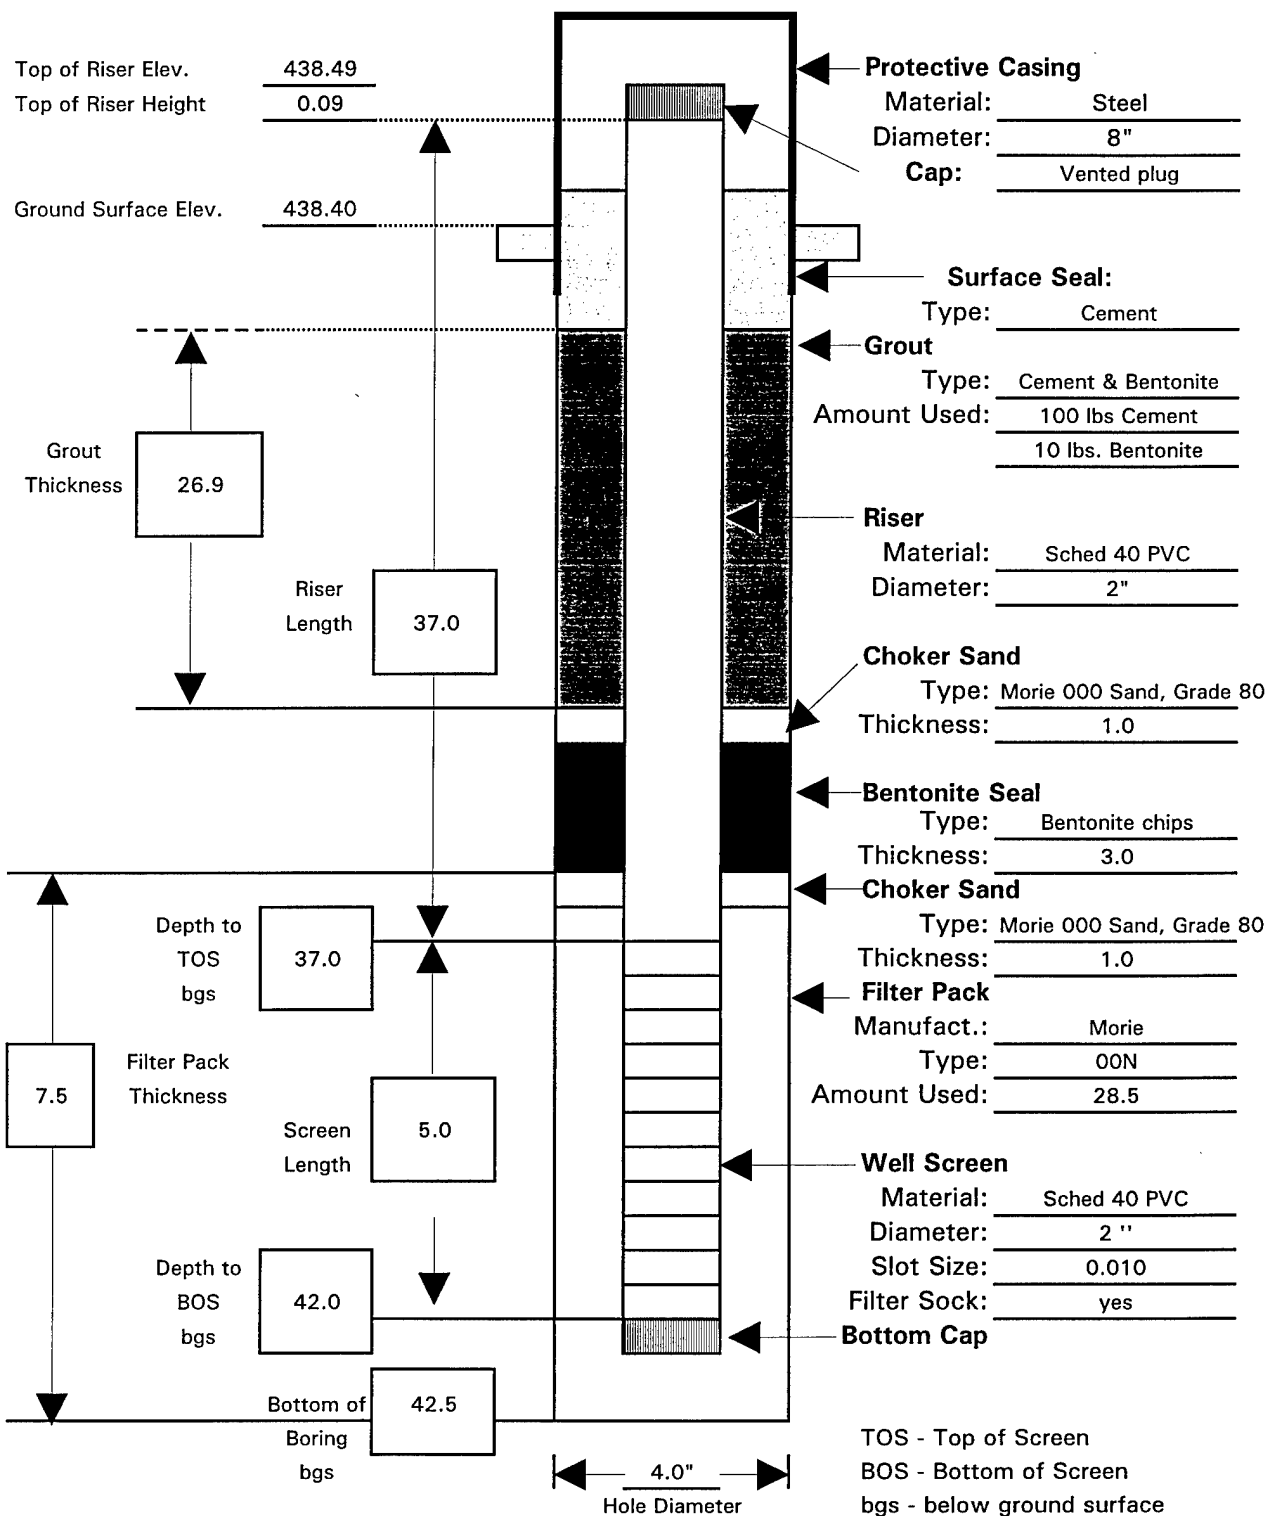 Top of Riser Elev. 438.49
Top of Riser Height 0.09
Ground Surface Elev. 438.40
Grout
Thickness
26.9
Riser
Length
37.0
Depth to
TOS
bgs
37.0
7.5
Filter Pack
Thickness
Screen
Length
5.0
Depth to
BOS
bgs
42.0
Bottom of
Boring
bgs
42.5
4.0"
Hole Diameter
Protective Casing
Material: Steel
Diameter: 8"
Cap: Vented plug
Surface Seal:
Type: Cement
Grout
Type: Cement & Bentonite
Amount Used: 100 lbs Cement
10 lbs. Bentonite
Riser
Material: Sched 40 PVC
Diameter: 2"
Choker Sand
Type: Morie 000 Sand, Grade 80
Thickness: 1.0
Bentonite Seal
Type: Bentonite chips
Thickness: 3.0
Choker Sand
Type: Morie 000 Sand, Grade 80
Thickness: 1.0
Filter Pack
Manufact.: Morie
Type: 00N
Amount Used: 28.5
Well Screen
Material: Sched 40 PVC
Diameter: 2 ''
Slot Size: 0.010
Filter Sock: yes
Bottom Cap
TOS - Top of Screen
BOS - Bottom of Screen
bgs - below ground surface